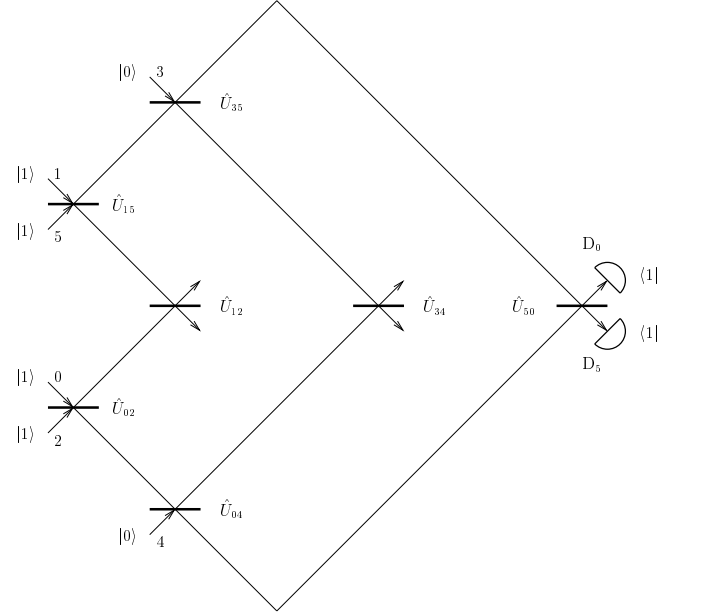 |0⟩ 3
Û₃₅
|1⟩ 1
Û₁₅
|1⟩ 5
D₀
⟨1|
Û₁₂ Û₃₄ Û₅₀
⟨1|
D₅
|1⟩ 0
Û₀₂
|1⟩ 2
Û₀₄
|0⟩ 4